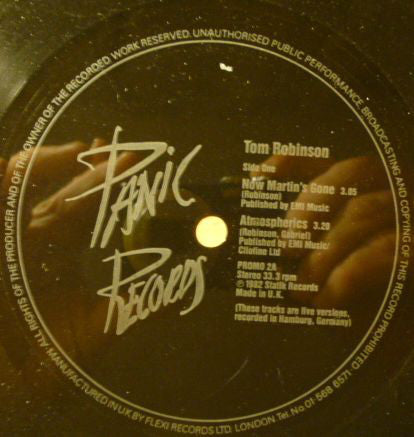 ALL RIGHTS OF THE PRODUCER AND OF THE OWNER OF THE RECORDED WORK RESERVED. UNAUTHORISED PUBLIC PERFORMANCE BROADCASTING AND COPYING OF THIS RECORD PROHIBITED
MANUFACTURED IN U.K. BY FLEXI RECORDS LTD. LONDON. Tel. No. 01 568 6571
PANIC
RECORDS
Tom Robinson
Side One
Now Martin's Gone 3.05
(Robinson)
Published by EMI Music
Atmospherics 3.20
(Robinson, Gabriel)
Published by EMI Music/
Cliofine Ltd
PROMO 26
Stereo 33.3 rpm
℗ 1982 Statik Records
Made in U.K.
(These tracks are live versions,
recorded in Hamburg, Germany)